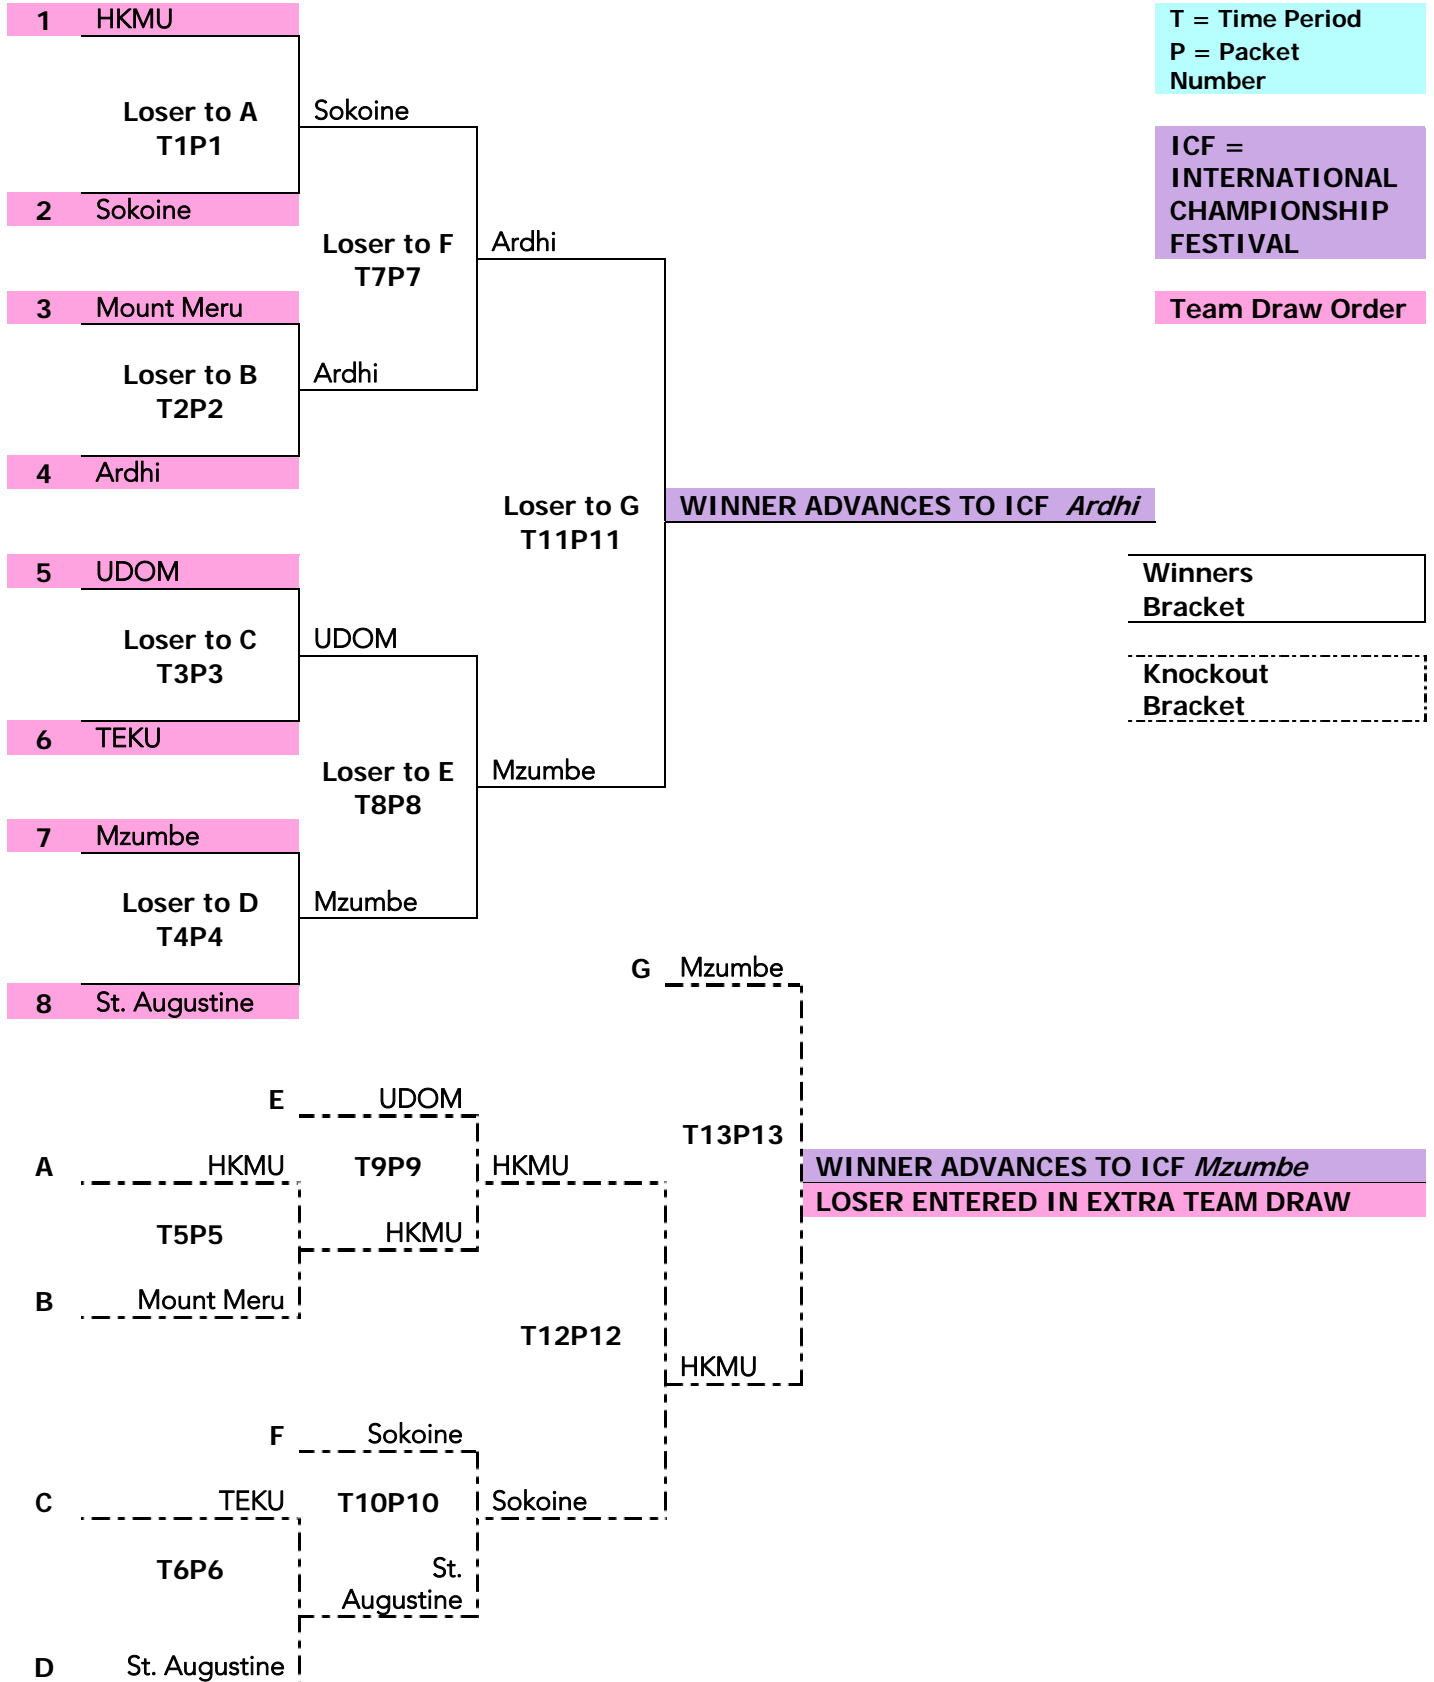 1 HKMU
T = Time Period
P = Packet
Number
Loser to A
T1P1
Sokoine
ICF =
INTERNATIONAL
CHAMPIONSHIP
FESTIVAL
2 Sokoine
Loser to F
T7P7
Ardhi
3 Mount Meru
Team Draw Order
Loser to B
T2P2
Ardhi
4 Ardhi
Loser to G
T11P11
WINNER ADVANCES TO ICF Ardhi
5 UDOM
Winners
Bracket
Loser to C
T3P3
UDOM
Knockout
Bracket
6 TEKU
Loser to E
T8P8
Mzumbe
7 Mzumbe
Loser to D
T4P4
Mzumbe
G Mzumbe
8 St. Augustine
E UDOM
T13P13
A HKMU
T9P9
HKMU
WINNER ADVANCES TO ICF Mzumbe
LOSER ENTERED IN EXTRA TEAM DRAW
T5P5
HKMU
B Mount Meru
T12P12
HKMU
F Sokoine
C TEKU
T10P10
Sokoine
T6P6
St.
Augustine
D St. Augustine